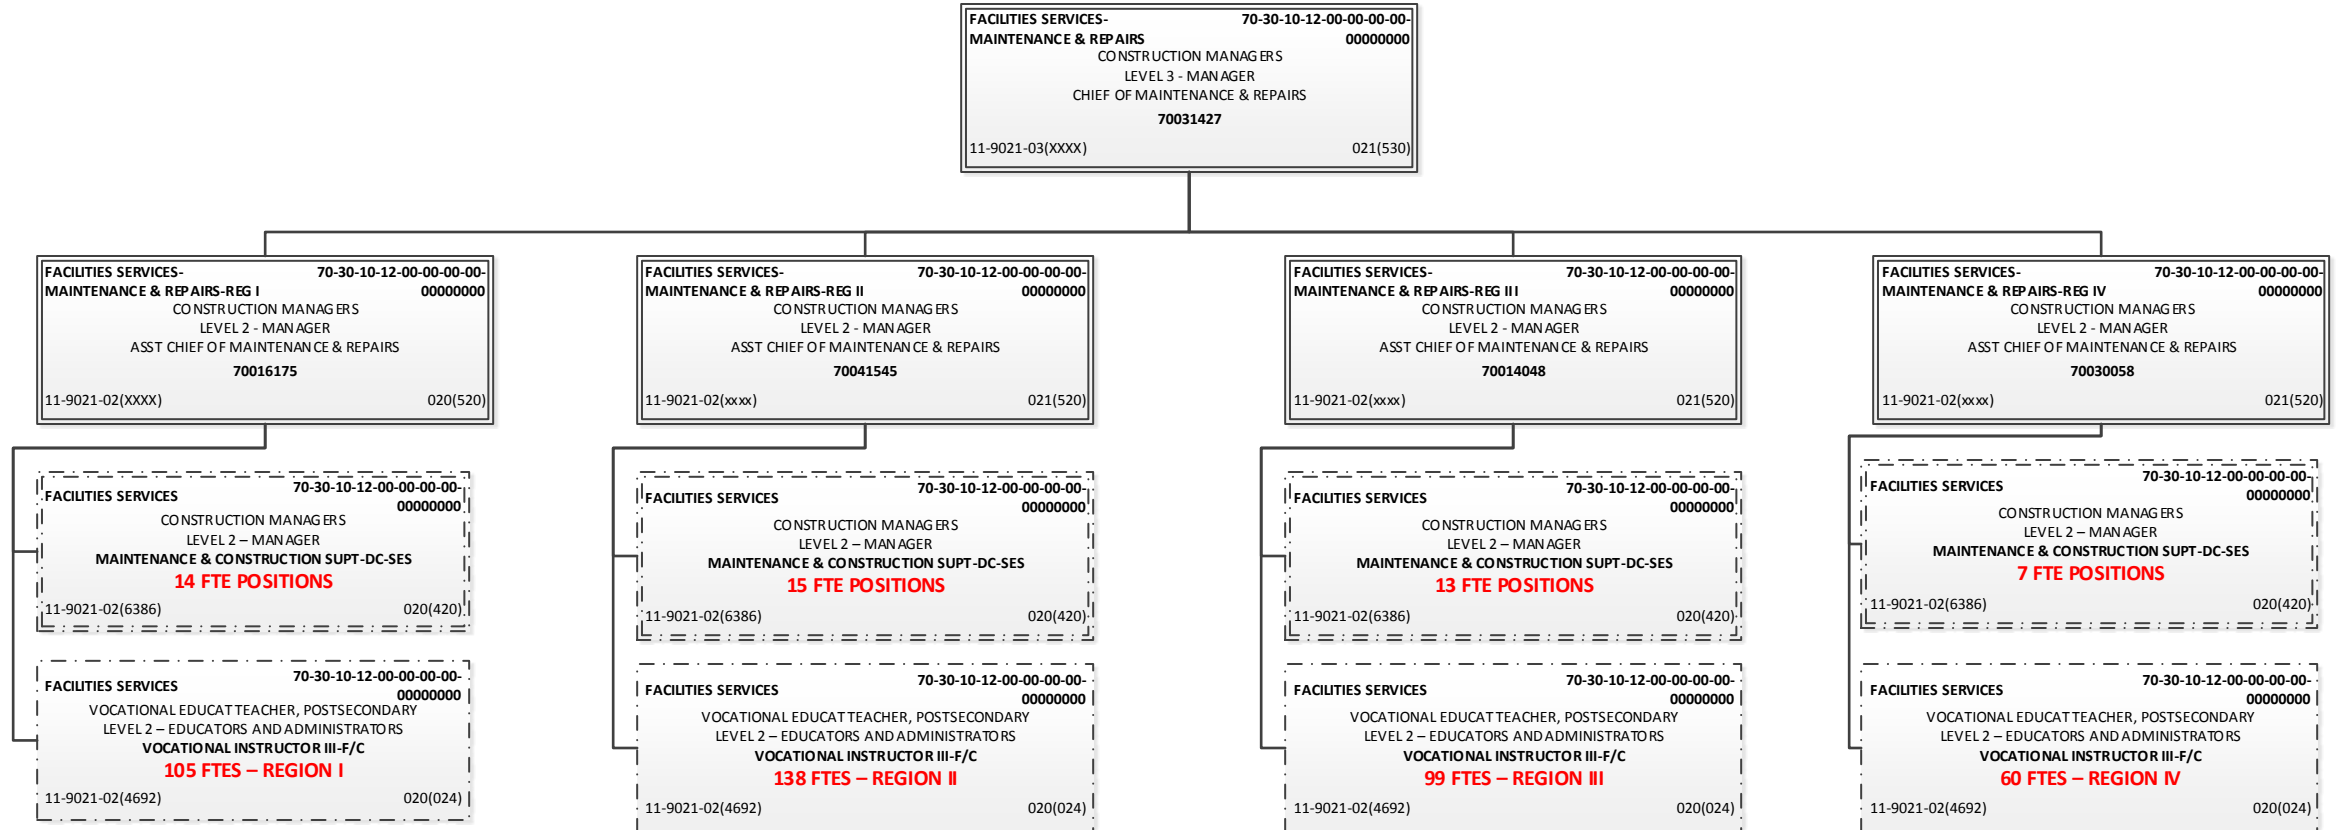 FACILITIES SERVICES- 70-30-10-12-00-00-00-00-
MAINTENANCE & REPAIRS 00000000
CONSTRUCTION MANAGERS
LEVEL 3 - MANAGER
CHIEF OF MAINTENANCE & REPAIRS
70031427
11-9021-03(XXXX) 021(530)
FACILITIES SERVICES- 70-30-10-12-00-00-00-00-
MAINTENANCE & REPAIRS-REG I 00000000
CONSTRUCTION MANAGERS
LEVEL 2 - MANAGER
ASST CHIEF OF MAINTENANCE & REPAIRS
70016175
11-9021-02(XXXX) 020(520)
FACILITIES SERVICES- 70-30-10-12-00-00-00-00-
MAINTENANCE & REPAIRS-REG II 00000000
CONSTRUCTION MANAGERS
LEVEL 2 - MANAGER
ASST CHIEF OF MAINTENANCE & REPAIRS
70041545
11-9021-02(xxxx) 021(520)
FACILITIES SERVICES- 70-30-10-12-00-00-00-00-
MAINTENANCE & REPAIRS-REG III 00000000
CONSTRUCTION MANAGERS
LEVEL 2 - MANAGER
ASST CHIEF OF MAINTENANCE & REPAIRS
70014048
11-9021-02(xxxx) 021(520)
FACILITIES SERVICES- 70-30-10-12-00-00-00-00-
MAINTENANCE & REPAIRS-REG IV 00000000
CONSTRUCTION MANAGERS
LEVEL 2 - MANAGER
ASST CHIEF OF MAINTENANCE & REPAIRS
70030058
11-9021-02(xxxx) 021(520)
FACILITIES SERVICES 70-30-10-12-00-00-00-00-
00000000
CONSTRUCTION MANAGERS
LEVEL 2 – MANAGER
MAINTENANCE & CONSTRUCTION SUPT-DC-SES
14 FTE POSITIONS
11-9021-02(6386) 020(420)
FACILITIES SERVICES 70-30-10-12-00-00-00-00-
00000000
CONSTRUCTION MANAGERS
LEVEL 2 – MANAGER
MAINTENANCE & CONSTRUCTION SUPT-DC-SES
15 FTE POSITIONS
11-9021-02(6386) 020(420)
FACILITIES SERVICES 70-30-10-12-00-00-00-00-
00000000
CONSTRUCTION MANAGERS
LEVEL 2 – MANAGER
MAINTENANCE & CONSTRUCTION SUPT-DC-SES
13 FTE POSITIONS
11-9021-02(6386) 020(420)
FACILITIES SERVICES 70-30-10-12-00-00-00-00-
00000000
CONSTRUCTION MANAGERS
LEVEL 2 – MANAGER
MAINTENANCE & CONSTRUCTION SUPT-DC-SES
7 FTE POSITIONS
11-9021-02(6386) 020(420)
FACILITIES SERVICES 70-30-10-12-00-00-00-00-
00000000
VOCATIONAL EDUCAT TEACHER, POSTSECONDARY
LEVEL 2 – EDUCATORS AND ADMINISTRATORS
VOCATIONAL INSTRUCTOR III-F/C
105 FTES – REGION I
11-9021-02(4692) 020(024)
FACILITIES SERVICES 70-30-10-12-00-00-00-00-
00000000
VOCATIONAL EDUCAT TEACHER, POSTSECONDARY
LEVEL 2 – EDUCATORS AND ADMINISTRATORS
VOCATIONAL INSTRUCTOR III-F/C
138 FTES – REGION II
11-9021-02(4692) 020(024)
FACILITIES SERVICES 70-30-10-12-00-00-00-00-
00000000
VOCATIONAL EDUCAT TEACHER, POSTSECONDARY
LEVEL 2 – EDUCATORS AND ADMINISTRATORS
VOCATIONAL INSTRUCTOR III-F/C
99 FTES – REGION III
11-9021-02(4692) 020(024)
FACILITIES SERVICES 70-30-10-12-00-00-00-00-
00000000
VOCATIONAL EDUCAT TEACHER, POSTSECONDARY
LEVEL 2 – EDUCATORS AND ADMINISTRATORS
VOCATIONAL INSTRUCTOR III-F/C
60 FTES – REGION IV
11-9021-02(4692) 020(024)